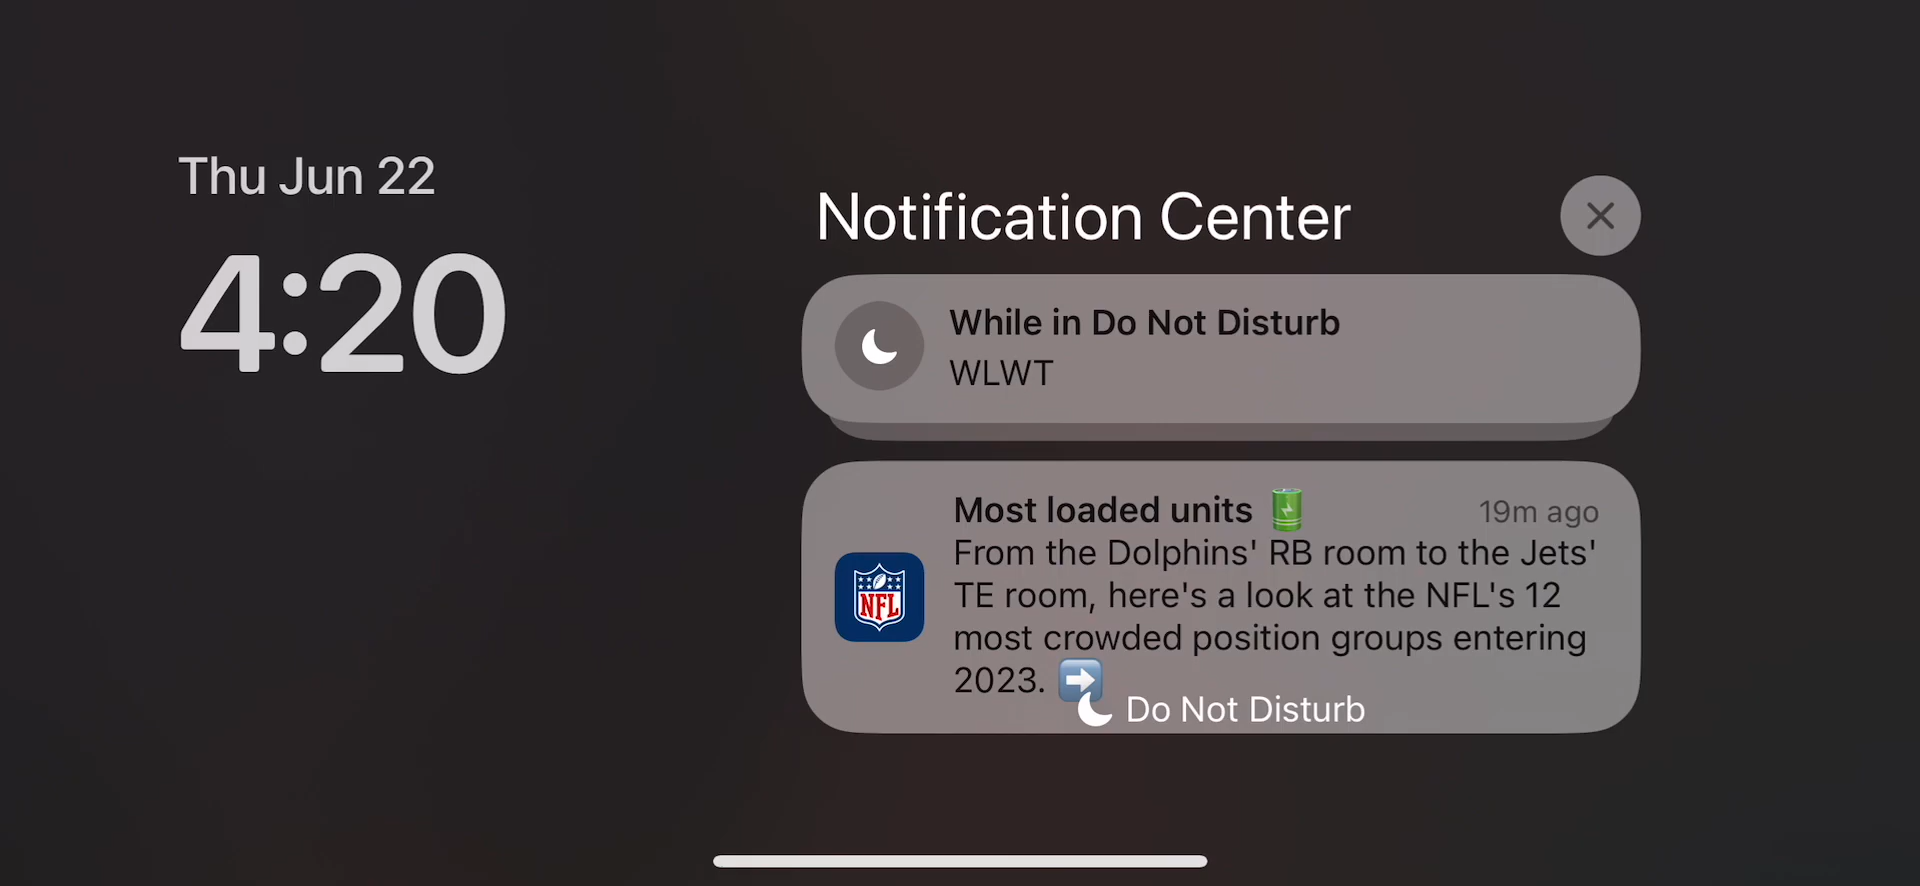 Thu Jun 22
4:20
Notification Center
While in Do Not Disturb
WLWT
Most loaded units
19m ago
From the Dolphins' RB room to the Jets'
TE room, here's a look at the NFL's 12
most crowded position groups entering
2023.
NFL
Do Not Disturb